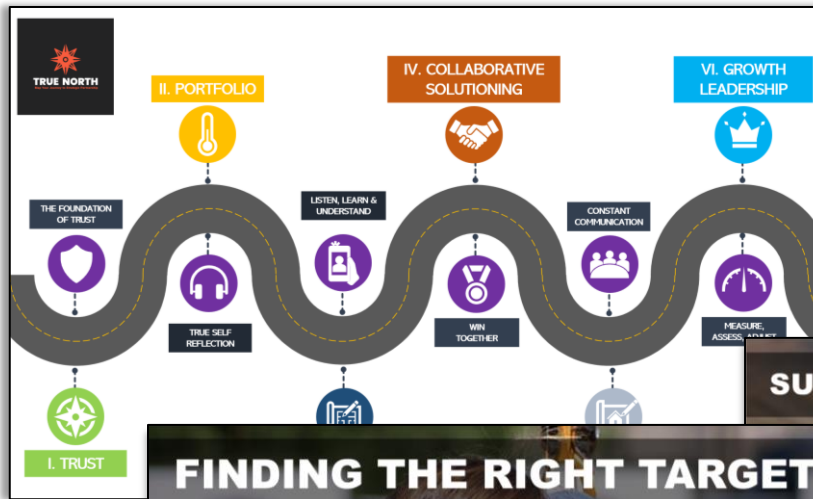 TRUE NORTH
II. PORTFOLIO
IV. COLLABORATIVE
SOLUTIONING
VI. GROWTH
LEADERSHIP
THE FOUNDATION
OF TRUST
LISTEN, LEARN &
UNDERSTAND
CONSTANT
COMMUNICATION
TRUE SELF
REFLECTION
WIN
TOGETHER
MEASURE,
ASSESS, ADJUST
SU
I. TRUST
FINDING THE RIGHT TARGET